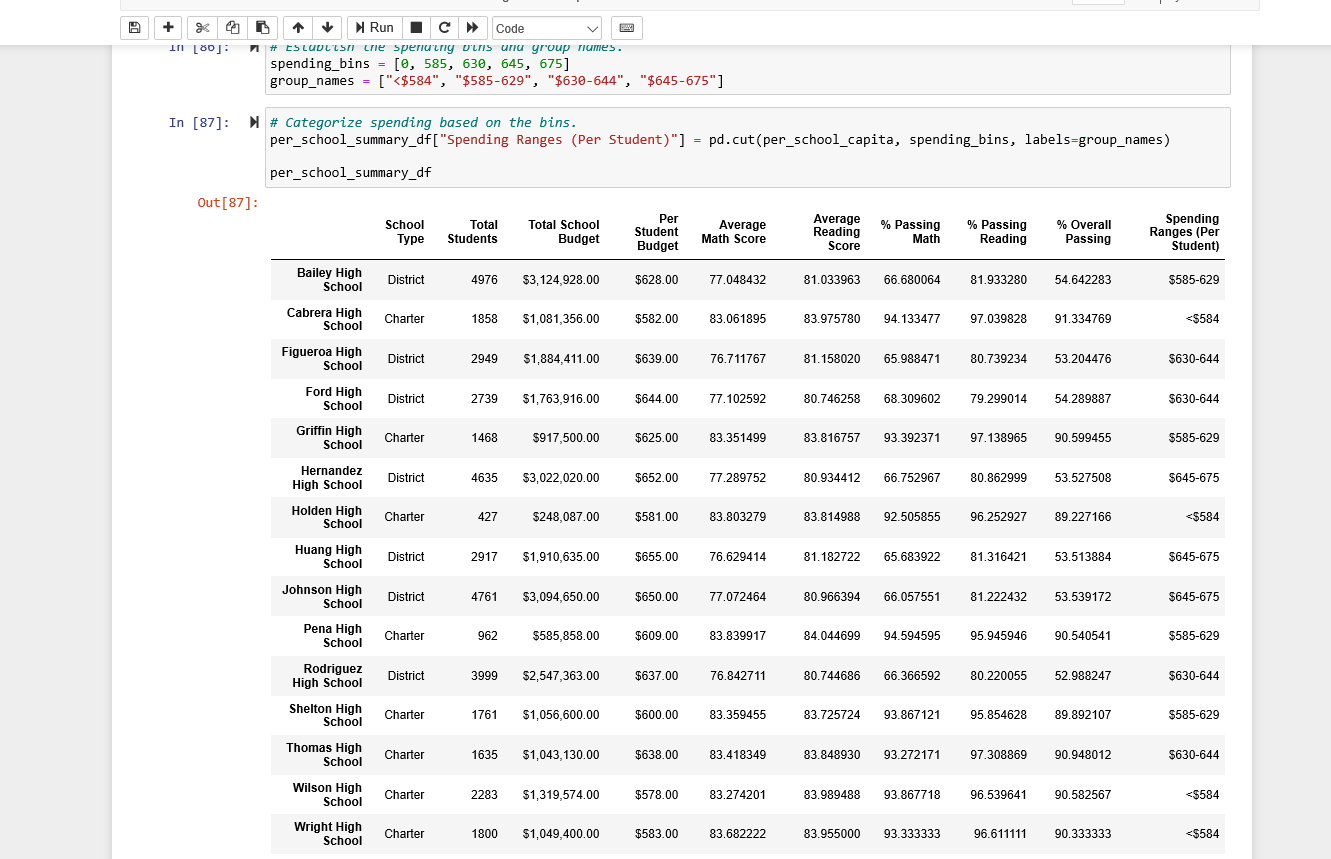 Run
Code
In [86]: # Establish the spending bins and group names.
spending_bins = [0, 585, 630, 645, 675]
group_names = ["<$584", "$585-629", "$630-644", "$645-675"]
In [87]: # Categorize spending based on the bins.
per_school_summary_df["Spending Ranges (Per Student)"] = pd.cut(per_school_capita, spending_bins, labels=group_names)
per_school_summary_df
Out[87]:
School Type Total Students Total School Budget Per Student Budget Average Math Score Average Reading Score % Passing Math % Passing Reading % Overall Passing Spending Ranges (Per Student)
Bailey High School District 4976 $3,124,928.00 $628.00 77.048432 81.033963 66.680064 81.933280 54.642283 $585-629
Cabrera High School Charter 1858 $1,081,356.00 $582.00 83.061895 83.975780 94.133477 97.039828 91.334769 <$584
Figueroa High School District 2949 $1,884,411.00 $639.00 76.711767 81.158020 65.988471 80.739234 53.204476 $630-644
Ford High School District 2739 $1,763,916.00 $644.00 77.102592 80.746258 68.309602 79.299014 54.289887 $630-644
Griffin High School Charter 1468 $917,500.00 $625.00 83.351499 83.816757 93.392371 97.138965 90.599455 $585-629
Hernandez High School District 4635 $3,022,020.00 $652.00 77.289752 80.934412 66.752967 80.862999 53.527508 $645-675
Holden High School Charter 427 $248,087.00 $581.00 83.803279 83.814988 92.505855 96.252927 89.227166 <$584
Huang High School District 2917 $1,910,635.00 $655.00 76.629414 81.182722 65.683922 81.316421 53.513884 $645-675
Johnson High School District 4761 $3,094,650.00 $650.00 77.072464 80.966394 66.057551 81.222432 53.539172 $645-675
Pena High School Charter 962 $585,858.00 $609.00 83.839917 84.044699 94.594595 95.945946 90.540541 $585-629
Rodriguez High School District 3999 $2,547,363.00 $637.00 76.842711 80.744686 66.366592 80.220055 52.988247 $630-644
Shelton High School Charter 1761 $1,056,600.00 $600.00 83.359455 83.725724 93.867121 95.854628 89.892107 $585-629
Thomas High School Charter 1635 $1,043,130.00 $638.00 83.418349 83.848930 93.272171 97.308869 90.948012 $630-644
Wilson High School Charter 2283 $1,319,574.00 $578.00 83.274201 83.989488 93.867718 96.539641 90.582567 <$584
Wright High School Charter 1800 $1,049,400.00 $583.00 83.682222 83.955000 93.333333 96.611111 90.333333 <$584